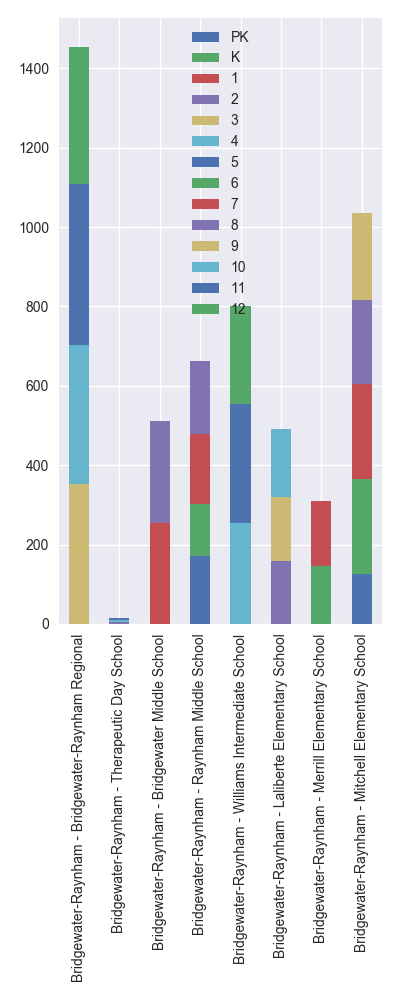 PK
K
1
2
3
4
5
6
7
8
9
10
11
12
1400
1200
1000
800
600
400
200
0
Bridgewater-Raynham - Bridgewater-Raynham Regional
Bridgewater-Raynham - Therapeutic Day School
Bridgewater-Raynham - Bridgewater Middle School
Bridgewater-Raynham - Raynham Middle School
Bridgewater-Raynham - Williams Intermediate School
Bridgewater-Raynham - Laliberte Elementary School
Bridgewater-Raynham - Merrill Elementary School
Bridgewater-Raynham - Mitchell Elementary School